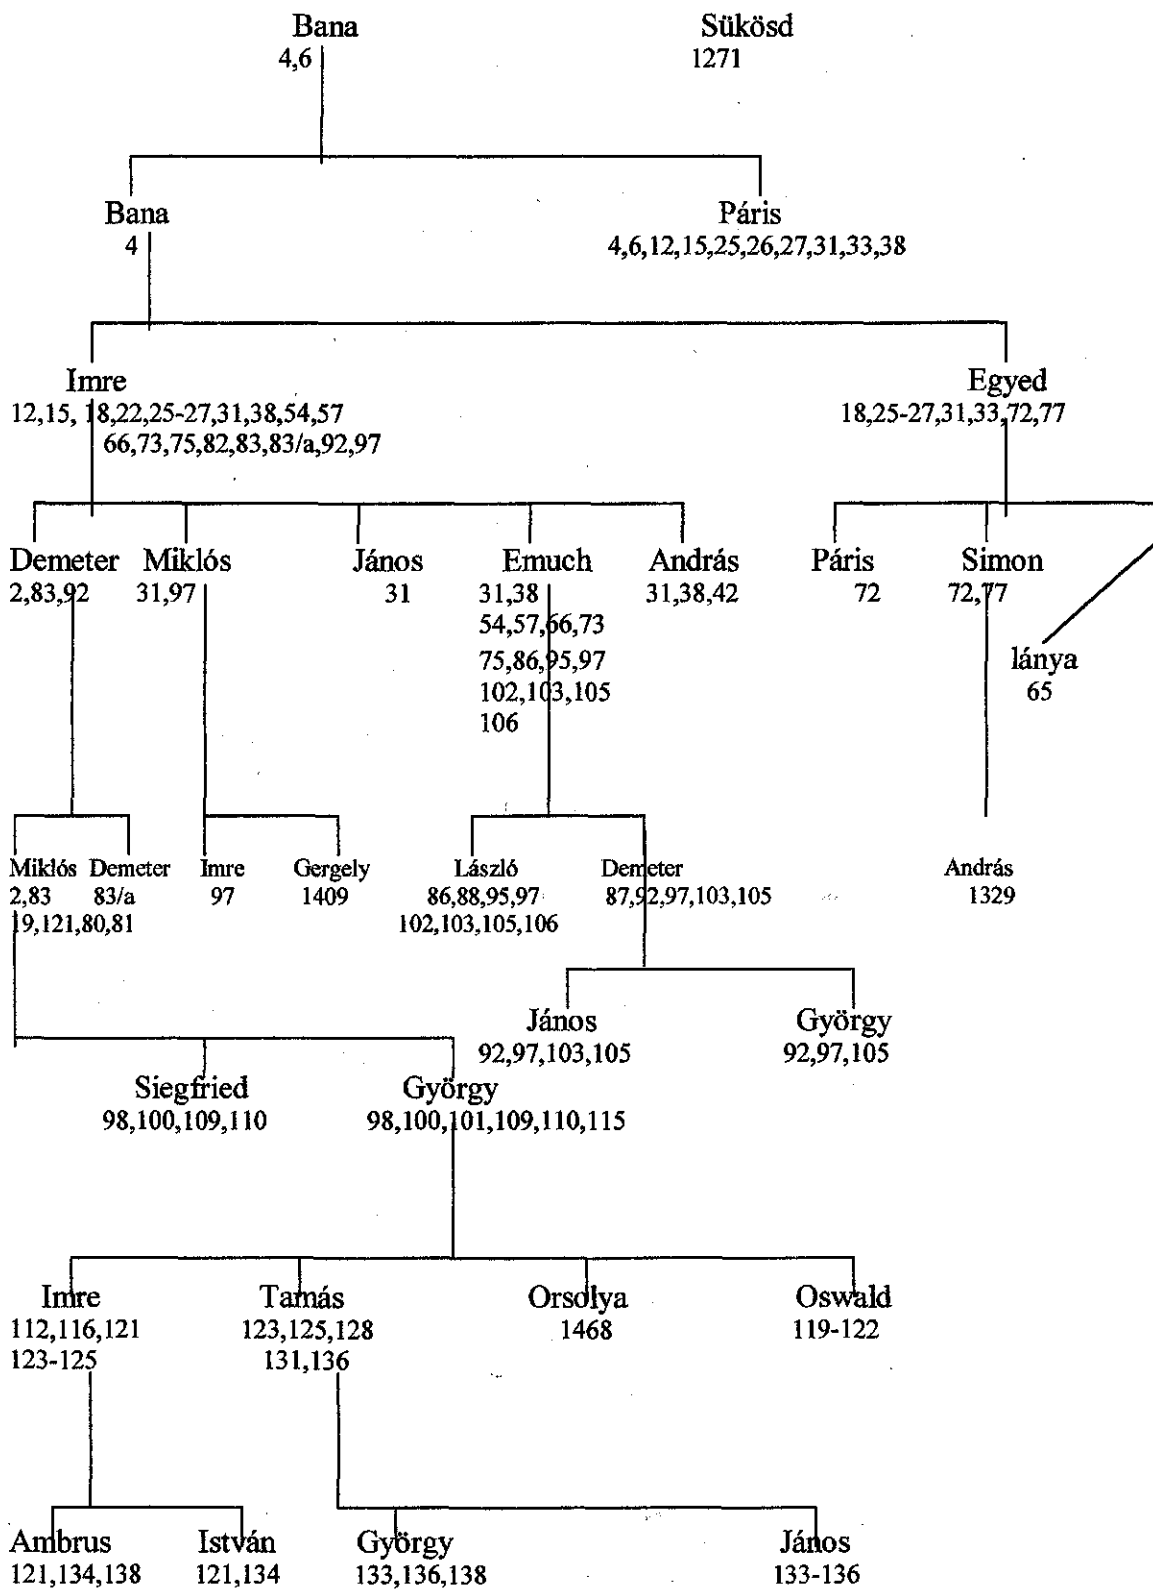 Bana Sükösd
4,6 1271
Bana Páris
4 4,6,12,15,25,26,27,31,33,38
Imre Egyed
12,15, 18,22,25-27,31,38,54,57 18,25-27,31,33,72,77
66,73,75,82,83,83/a,92,97
Demeter Miklós János Emuch András Páris Simon
2,83,92 31,97 31 31,38 31,38,42 72 72,77
54,57,66,73
75,86,95,97 lánya
102,103,105 65
106
Miklós Demeter Imre Gergely László Demeter András
2,83 83/a 97 1409 86,88,95,97 87,92,97,103,105 1329
19,121,80,81 102,103,105,106
János György
92,97,103,105 92,97,105
Siegfried György
98,100,109,110 98,100,101,109,110,115
Imre Tamás Orsolya Oswald
112,116,121 123,125,128 1468 119-122
123-125 131,136
Ambrus István György János
121,134,138 121,134 133,136,138 133-136